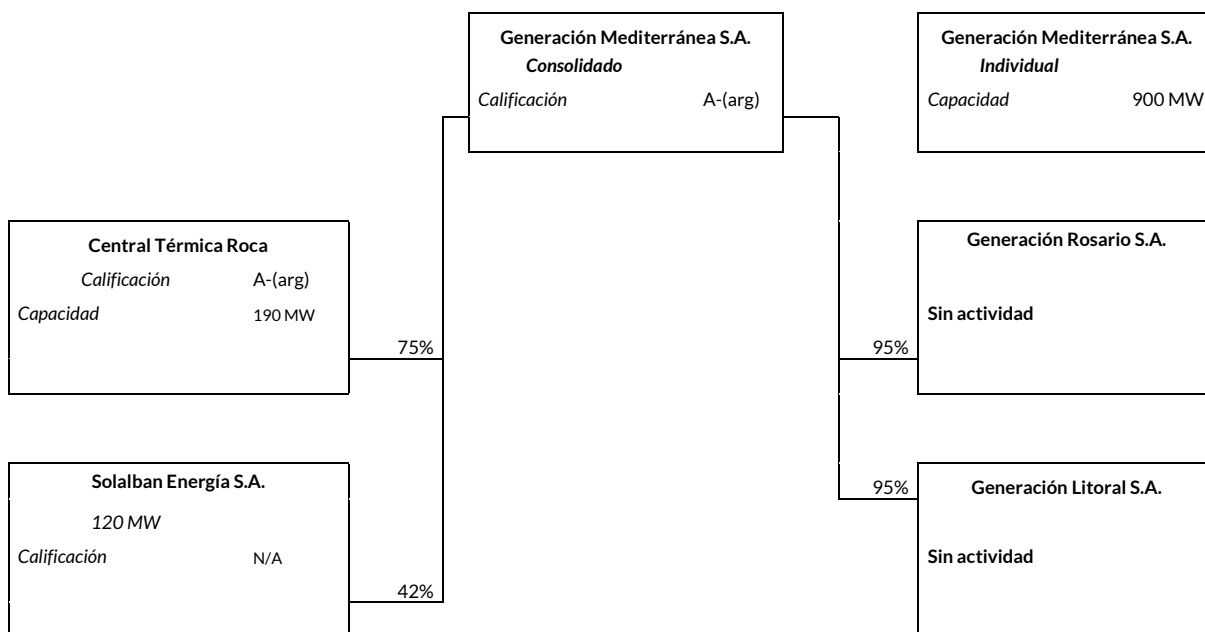 Generación Mediterránea S.A.
Consolidado
Calificación A-(arg)
Generación Mediterránea S.A.
Individual
Capacidad 900 MW
Central Térmica Roca
Calificación A-(arg)
Capacidad 190 MW
75%
Generación Rosario S.A.
Sin actividad
95%
Solalban Energía S.A.
120 MW
Calificación N/A
42%
Generación Litoral S.A.
Sin actividad
95%